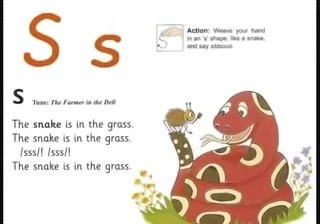 S s
Action: Weave your hand
in an 's' shape, like a snake,
and say
S Tune: The Farmer in the Dell
The snake is in the grass.
The snake is in the grass.
/sss/! /sss/!
The snake is in the grass.